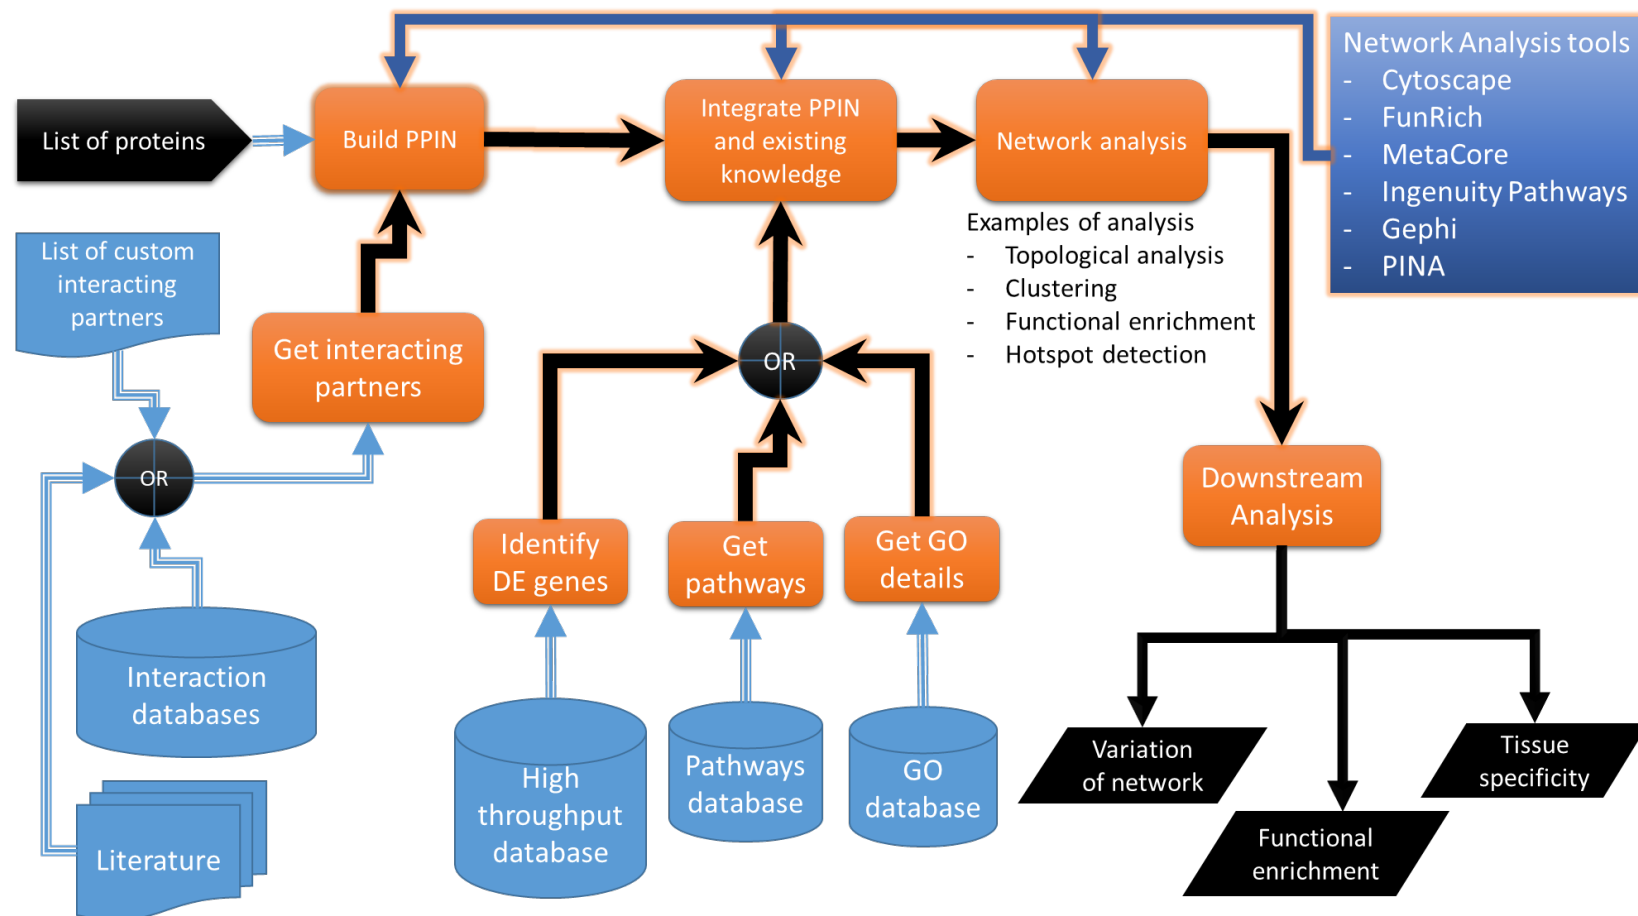 Network Analysis tools
- Cytoscape
- FunRich
- MetaCore
- Ingenuity Pathways
- Gephi
- PINA
List of proteins
Build PPIN
Integrate PPIN
and existing
knowledge
Network analysis
Examples of analysis
- Topological analysis
- Clustering
- Functional enrichment
- Hotspot detection
List of custom
interacting
partners
Get interacting
partners
OR
OR
Identify
DE genes
Get
pathways
Get GO
details
Downstream
Analysis
Interaction
databases
Literature
High
throughput
database
Pathways
database
GO
database
Variation
of network
Functional
enrichment
Tissue
specificity